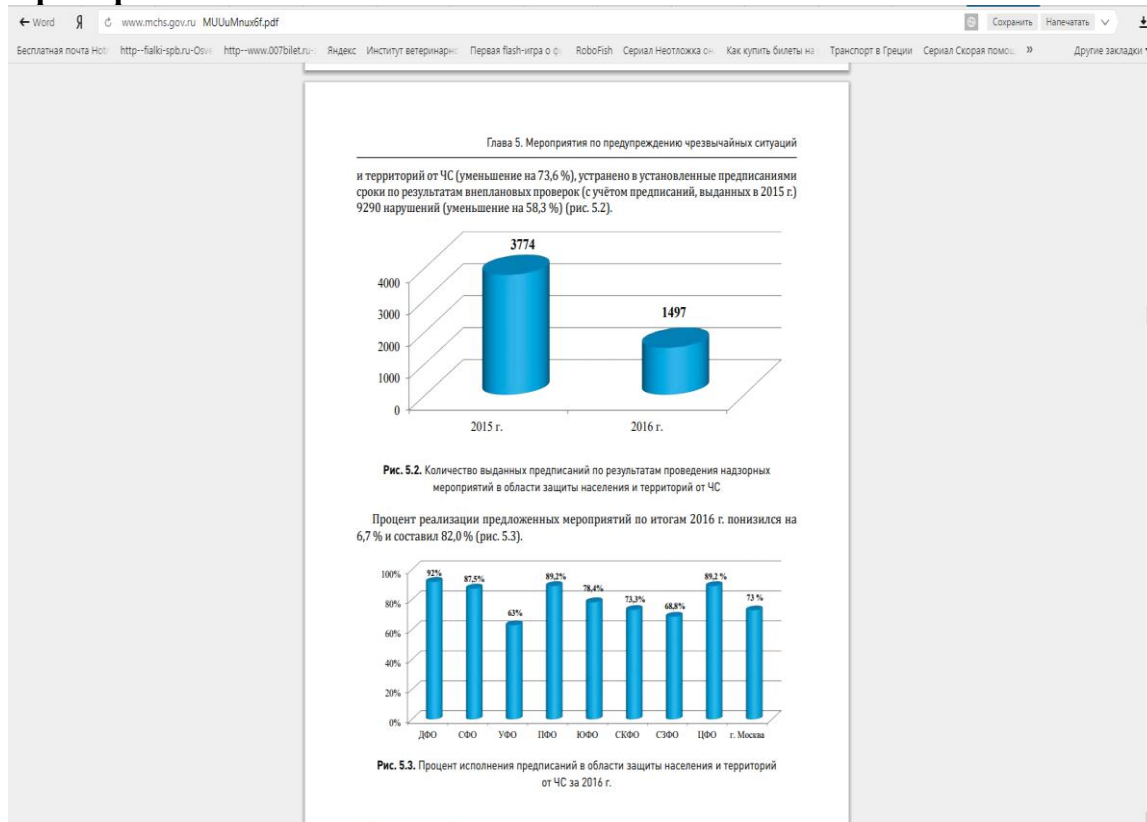 ← Word Я www.mchs.gov.ru MUUuMnux6f.pdf Сохранить Напечатать
Бесплатная почта Hot http--fialki-spb.ru-Osve http--www.007bilet.ru- Яндекс Институт ветеринарно Первая flash-игра о ф RoboFish Сериал Неотложка он Как купить билеты на Транспорт в Греции Сериал Скорая помощ » Другие закладки
Глава 5. Мероприятия по предупреждению чрезвычайных ситуаций
и территорий от ЧС (уменьшение на 73,6 %), устранено в установленные предписаниями
сроки по результатам внеплановых проверок (с учётом предписаний, выданных в 2015 г.)
9290 нарушений (уменьшение на 58,3 %) (рис. 5.2).
3774
1497
4000
3000
2000
1000
0
2015 г. 2016 г.
Рис. 5.2. Количество выданных предписаний по результатам проведения надзорных
мероприятий в области защиты населения и территорий от ЧС
Процент реализации предложенных мероприятий по итогам 2016 г. понизился на
6,7 % и составил 82,0 % (рис. 5.3).
92% 87,5% 63% 89,2% 78,4% 73,3% 68,8% 89,2 % 73 %
100%
80%
60%
40%
20%
0%
ДФО СФО УФО ПФО ЮФО СКФО СЗФО ЦФО г. Москва
Рис. 5.3. Процент исполнения предписаний в области защиты населения и территорий
от ЧС за 2016 г.